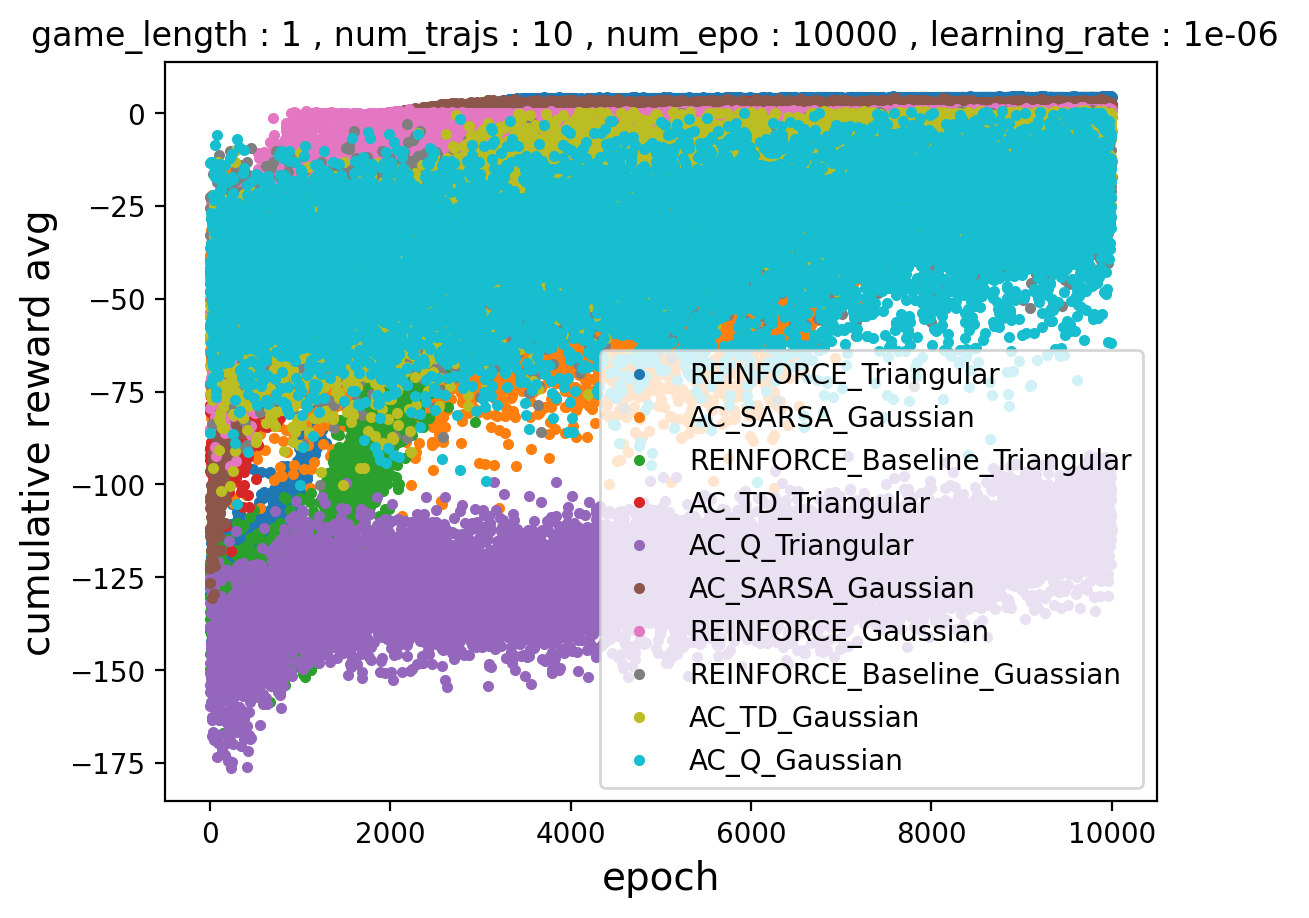 game_length : 1 , num_trajs : 10 , num_epo : 10000 , learning_rate : 1e-06
cumulative reward avg
0
−25
−50
−75
−100
−125
−150
−175
REINFORCE_Triangular
AC_SARSA_Gaussian
REINFORCE_Baseline_Triangular
AC_TD_Triangular
AC_Q_Triangular
AC_SARSA_Gaussian
REINFORCE_Gaussian
REINFORCE_Baseline_Guassian
AC_TD_Gaussian
AC_Q_Gaussian
0 2000 4000 6000 8000 10000
epoch